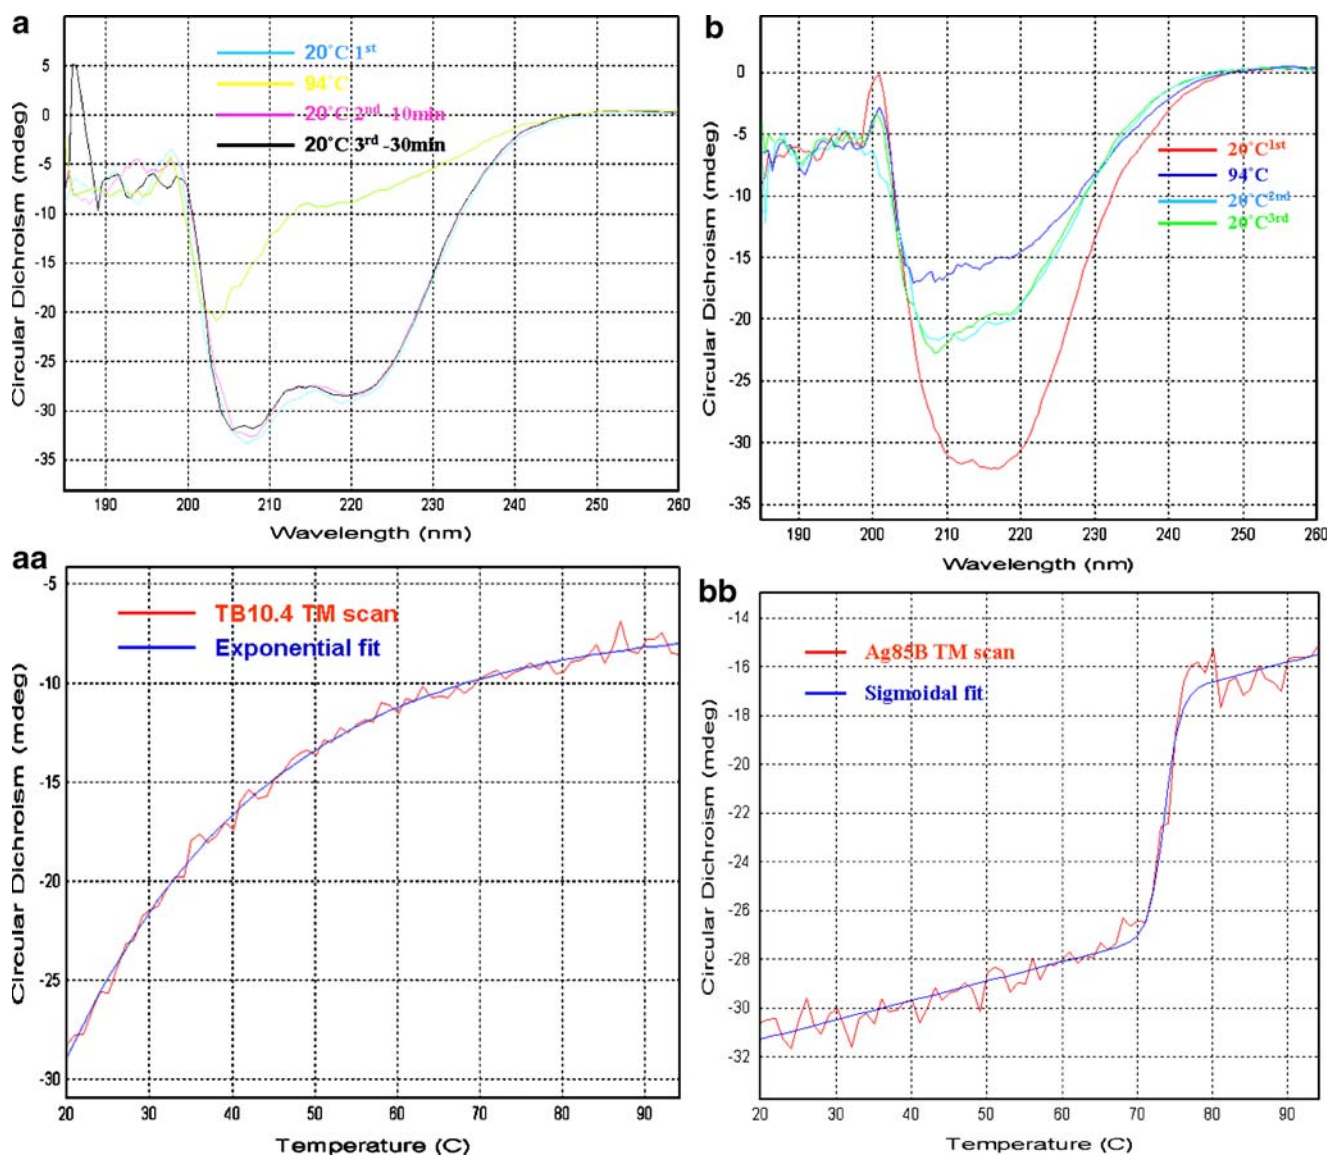 a
20°C 1st
94°C
20°C 2nd -10min
20°C 3rd -30min
Circular Dichroism (mdeg)
5
0
-5
-10
-15
-20
-25
-30
-35
190 200 210 220 230 240 250 260
Wavelength (nm)
b
20°C1st
94°C
20°C2nd
20°C3rd
Circular Dichroism (mdeg)
0
-5
-10
-15
-20
-25
-30
-35
190 200 210 220 230 240 250 260
Wavelength (nm)
aa
TB10.4 TM scan
Exponential fit
Circular Dichroism (mdeg)
-5
-10
-15
-20
-25
-30
20 30 40 50 60 70 80 90
Temperature (C)
bb
Ag85B TM scan
Sigmoidal fit
Circular Dichroism (mdeg)
-14
-16
-18
-20
-22
-24
-26
-28
-30
-32
20 30 40 50 60 70 80 90
Temperature (C)